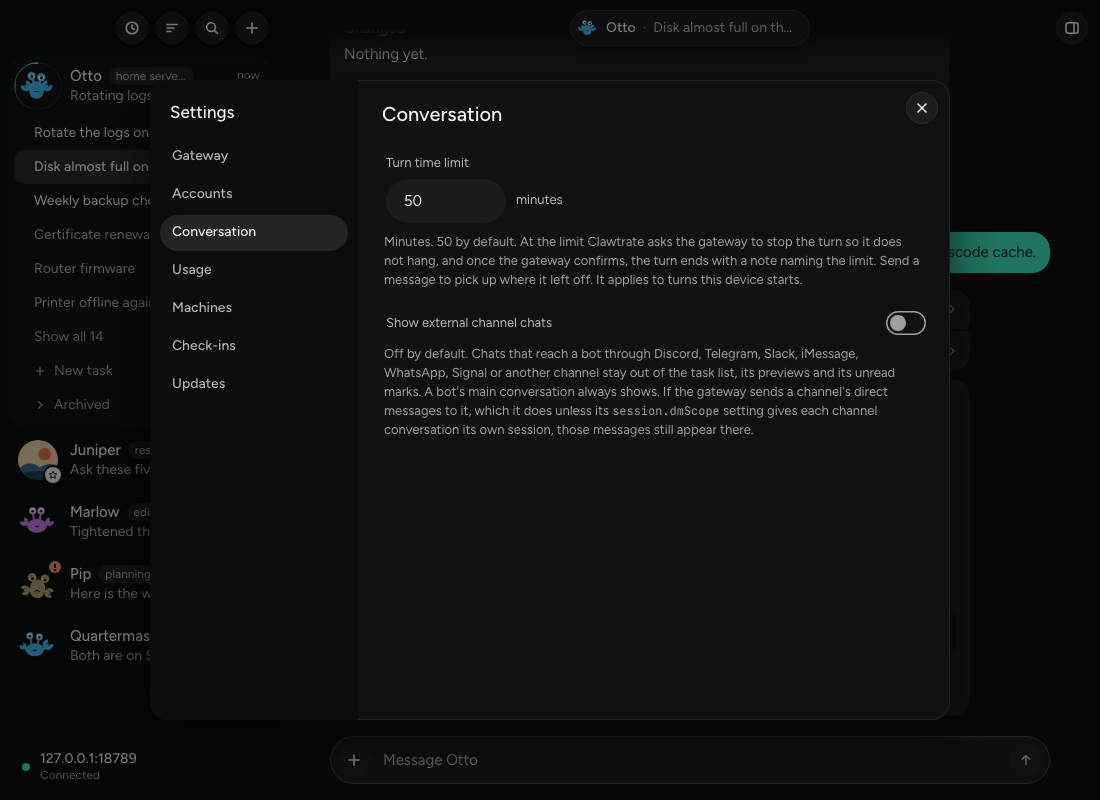 Otto · Disk almost full on th…
Nothing yet.
Otto home serve… now
Rotating logs
Rotate the logs on
Disk almost full on
Weekly backup che
Certificate renewa
Router firmware
Printer offline again
Show all 14
New task
Archived
Juniper res
Ask these fiv
Marlow edi
Tightened th
Pip planning
Here is the w
Quartermas
Both are on S
127.0.0.1:18789
Connected
Settings
Gateway
Accounts
Conversation
Usage
Machines
Check-ins
Updates
Conversation
Turn time limit
50 minutes
Minutes. 50 by default. At the limit Clawtrate asks the gateway to stop the turn so it does
not hang, and once the gateway confirms, the turn ends with a note naming the limit. Send a
message to pick up where it left off. It applies to turns this device starts.
Show external channel chats
Off by default. Chats that reach a bot through Discord, Telegram, Slack, iMessage,
WhatsApp, Signal or another channel stay out of the task list, its previews and its unread
marks. A bot's main conversation always shows. If the gateway sends a channel's direct
messages to it, which it does unless its session.dmScope setting gives each channel
conversation its own session, those messages still appear there.
scode cache.
Message Otto